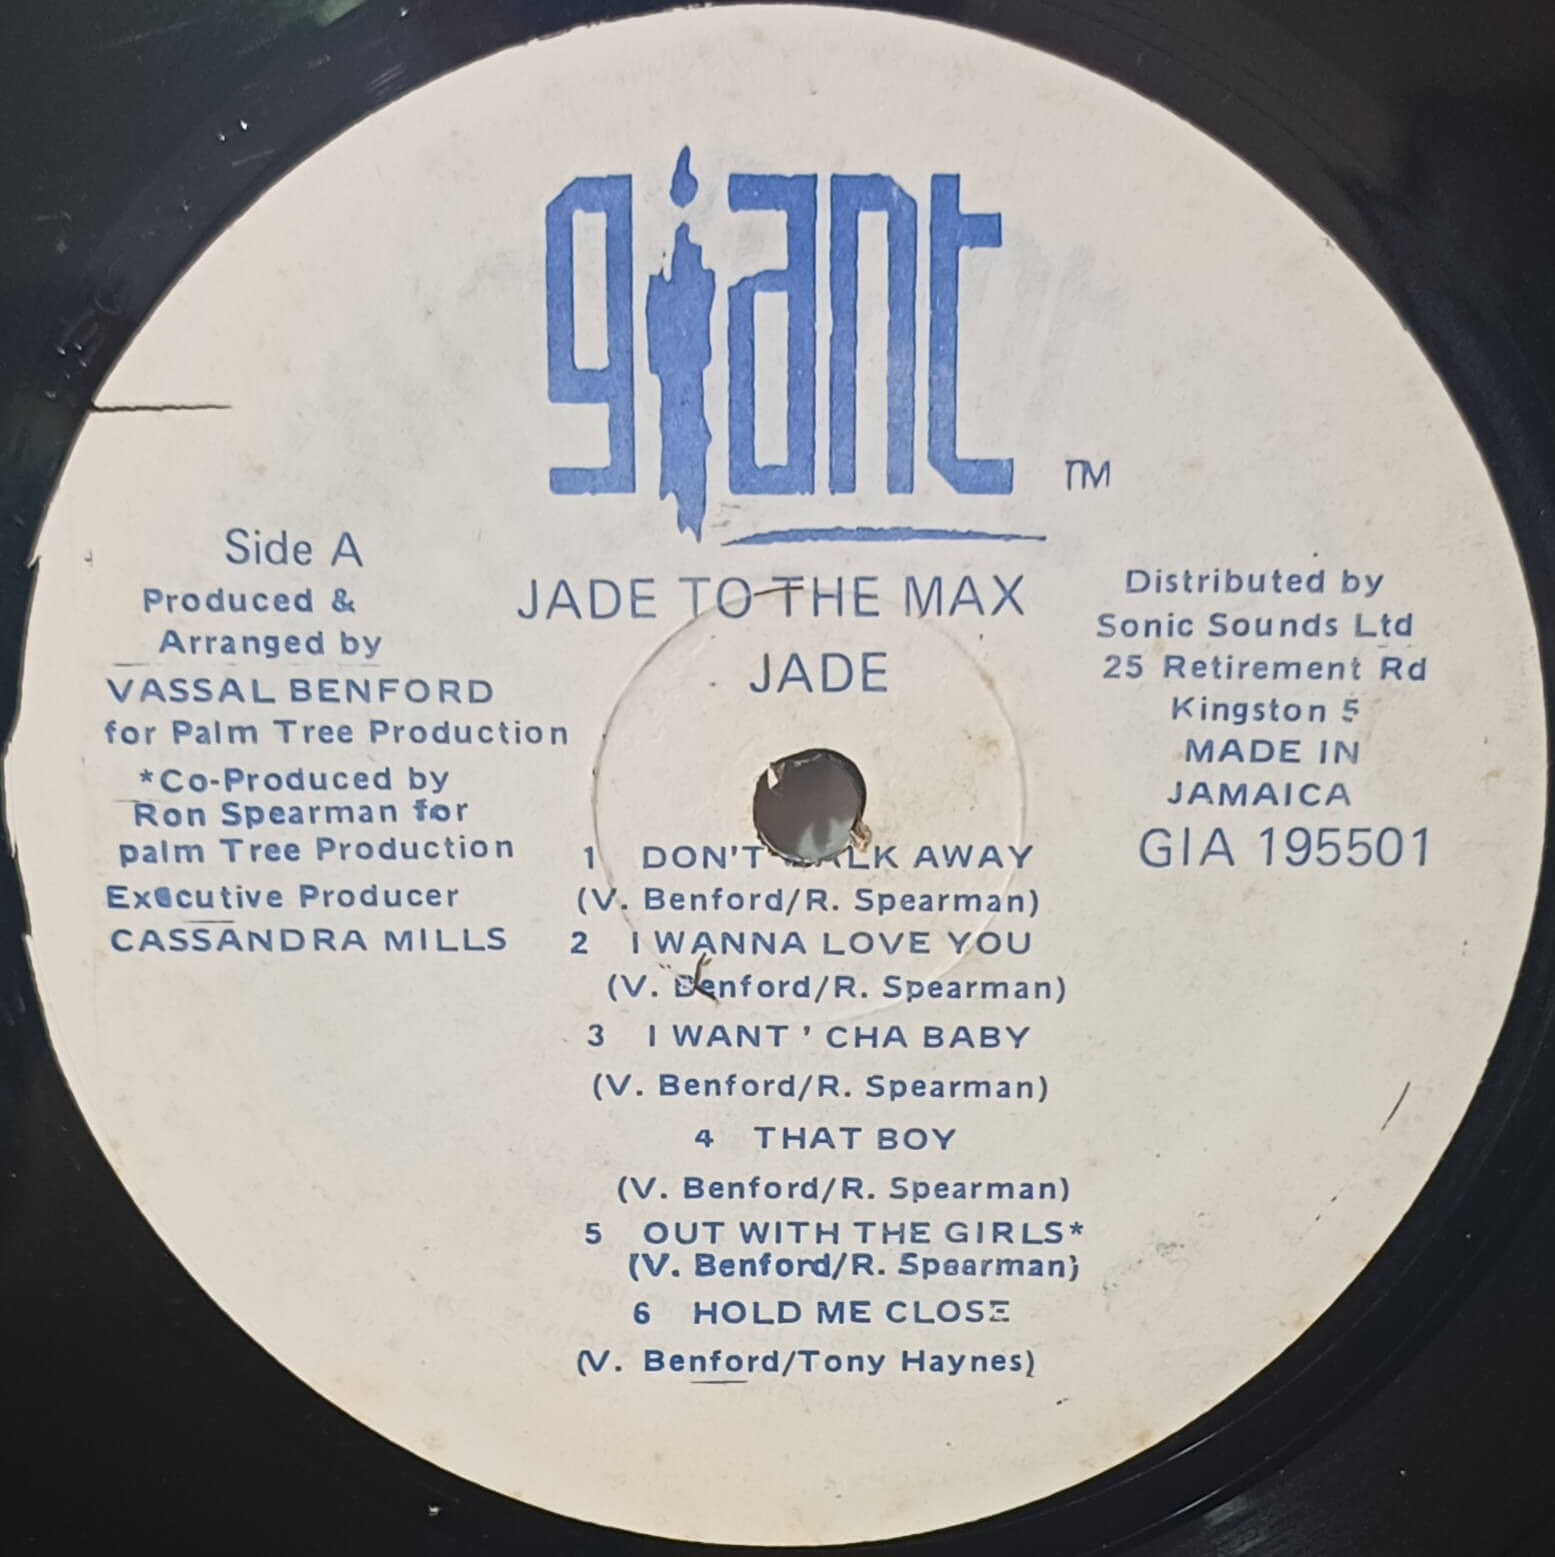 giant
TM
JADE TO THE MAX
JADE
Side A
Produced &
Arranged by
VASSAL BENFORD
for Palm Tree Production
*Co-Produced by
Ron Spearman for
palm Tree Production
Executive Producer
CASSANDRA MILLS
Distributed by
Sonic Sounds Ltd
25 Retirement Rd
Kingston 5
MADE IN
JAMAICA
GIA 195501
1 DON'T AWAY
(V. Benford/R. Spearman)
2 I WANNA LOVE YOU
(V. Benford/R. Spearman)
3 I WANT ' CHA BABY
(V. Benford/R. Spearman)
4 THAT BOY
(V. Benford/R. Spearman)
5 OUT WITH THE GIRLS*
(V. Benford/R. Spearman)
6 HOLD ME CLOSE
(V. Benford/Tony Haynes)